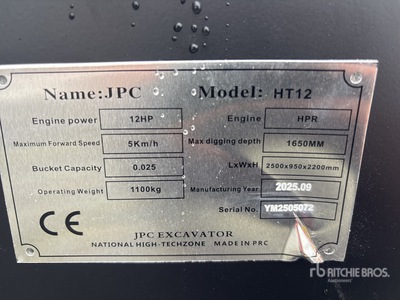 Name:JPC Model: HT12
Engine power 12HP Engine HPR
Maximum Forward Speed 5Km/h Max digging depth 1650MM
Bucket Capacity 0.025 LxWxH 2500x950x2200mm
Operating Weight 1100kg Manufacturing Year 2025.09
Serial No. YM2505072
CE
JPC EXCAVATOR
NATIONAL HIGH-TECHZONE MADE IN PRC
rb RITCHIE BROS.
Auctioneers